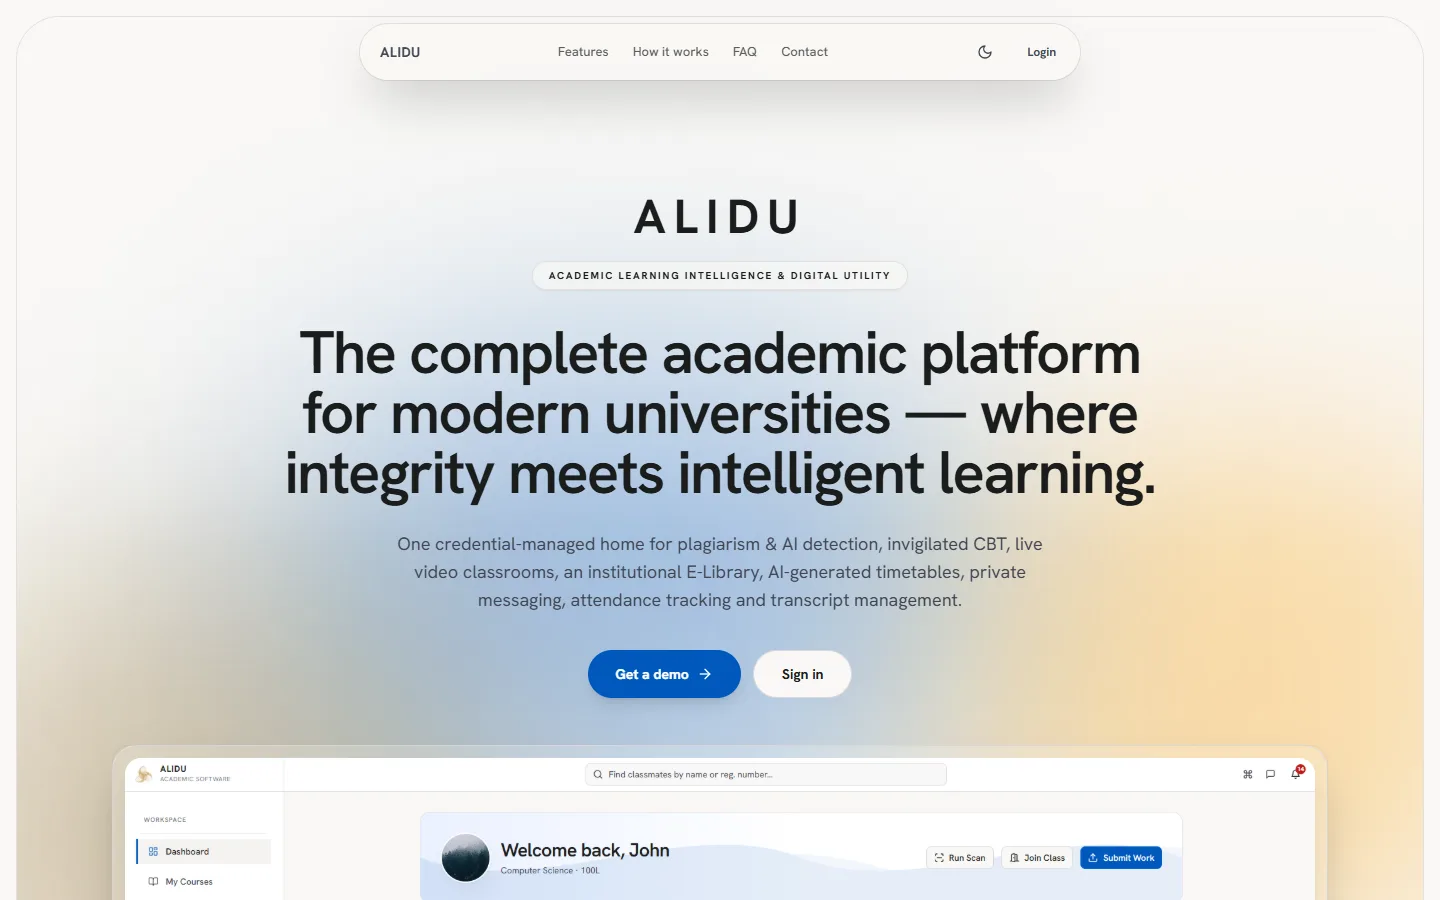 ALIDU
Features
How it works
FAQ
Contact
Login
ALIDU
ACADEMIC LEARNING INTELLIGENCE & DIGITAL UTILITY
The complete academic platform
for modern universities — where
integrity meets intelligent learning.
One credential-managed home for plagiarism & AI detection, invigilated CBT, live
video classrooms, an institutional E-Library, AI-generated timetables, private
messaging, attendance tracking and transcript management.
Get a demo
Sign in
ALIDU
ACADEMIC SOFTWARE
Find classmates by name or reg. number...
14
WORKSPACE
Dashboard
My Courses
Welcome back, John
Computer Science · 100L
Run Scan
Join Class
Submit Work